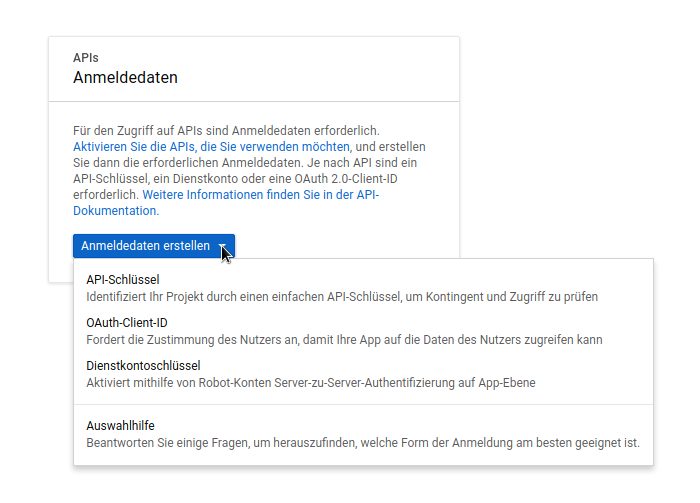 APIs
Anmeldedaten
Für den Zugriff auf APIs sind Anmeldedaten erforderlich.
Aktivieren Sie die APIs, die Sie verwenden möchten, und erstellen
Sie dann die erforderlichen Anmeldedaten. Je nach API sind ein
API-Schlüssel, ein Dienstkonto oder eine OAuth 2.0-Client-ID
erforderlich. Weitere Informationen finden Sie in der API-
Dokumentation.
Anmeldedaten erstellen
API-Schlüssel
Identifiziert Ihr Projekt durch einen einfachen API-Schlüssel, um Kontingent und Zugriff zu prüfen
OAuth-Client-ID
Fordert die Zustimmung des Nutzers an, damit Ihre App auf die Daten des Nutzers zugreifen kann
Dienstkontoschlüssel
Aktiviert mithilfe von Robot-Konten Server-zu-Server-Authentifizierung auf App-Ebene
Auswahlhilfe
Beantworten Sie einige Fragen, um herauszufinden, welche Form der Anmeldung am besten geeignet ist.